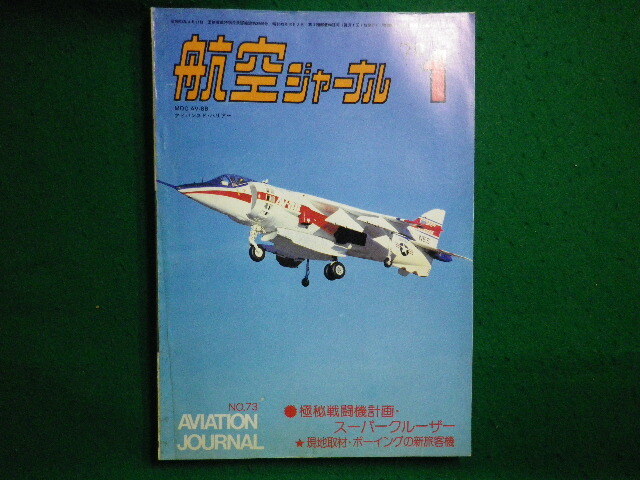 航空ジャーナル
1
MDC AV-8B
アドバンスド・ハリアー
NO.73
AVIATION
JOURNAL
●極秘戦闘機計画・
スーパークルーザー
★現地取材・ボーイングの新旅客機